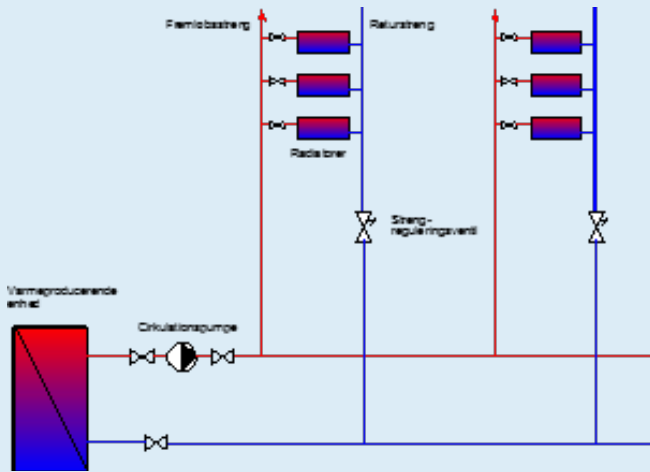 Fremløbsstreng
Returstreng
Radiatorer
Streng-
reguleringsventil
Varmeproducerende
enhed
Cirkulationspumpe